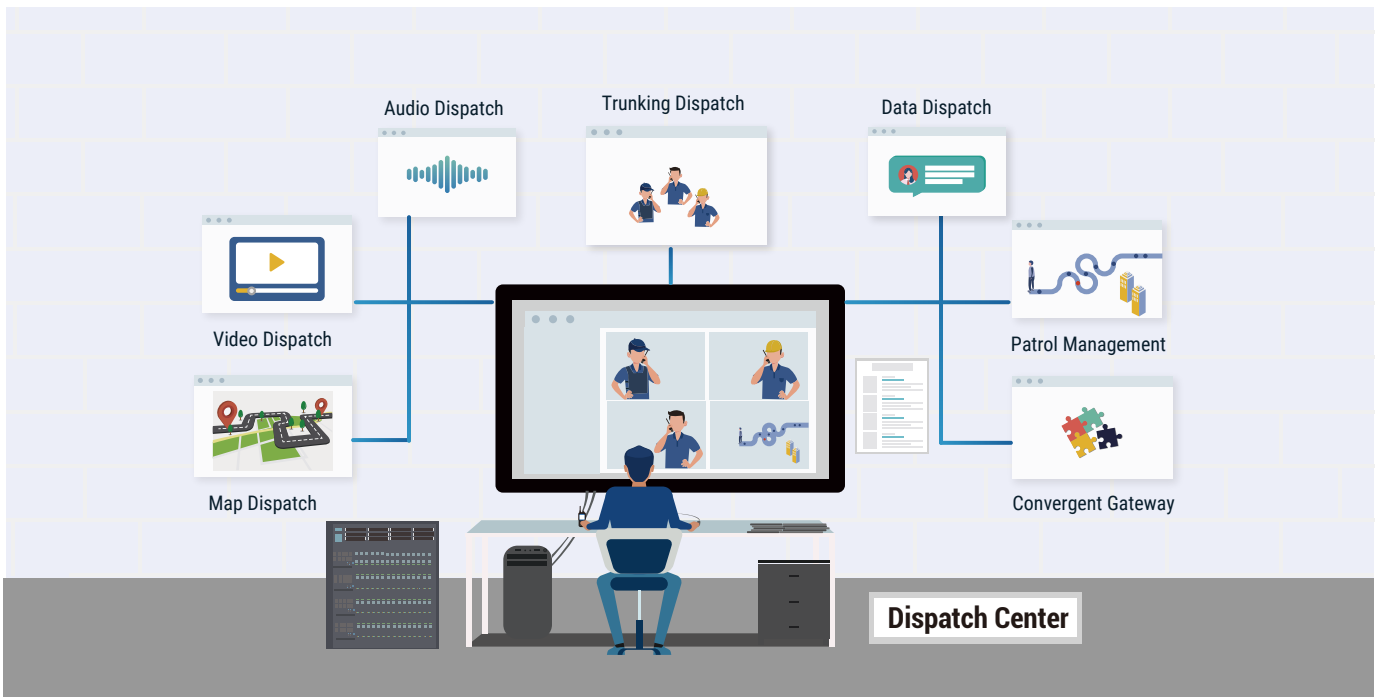 Audio Dispatch
Trunking Dispatch
Data Dispatch
Video Dispatch
Patrol Management
Map Dispatch
Convergent Gateway
Dispatch Center